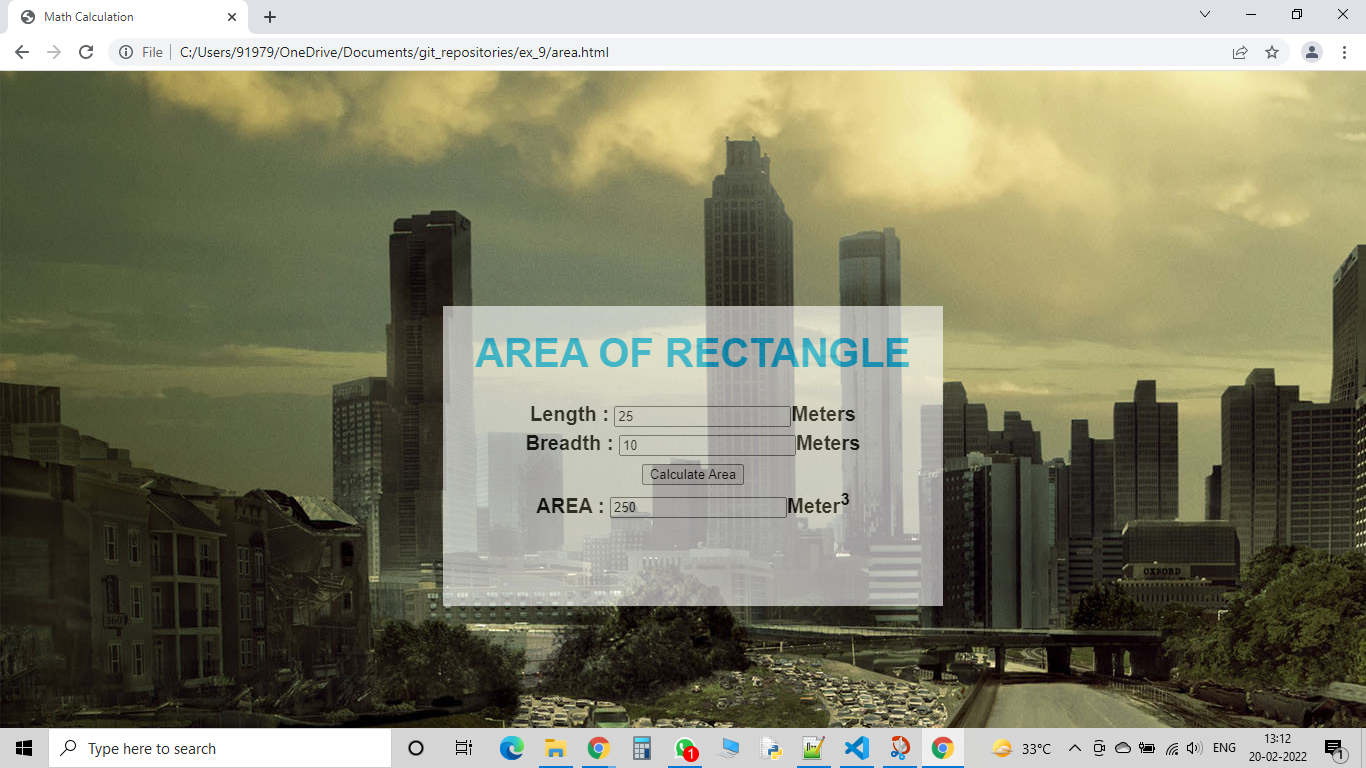 Math Calculation
File
C:/Users/91979/OneDrive/Documents/git_repositories/ex_9/area.html
AREA OF RECTANGLE
Length : 25 Meters
Breadth : 10 Meters
Calculate Area
AREA : 250 Meter³
OXFORD
Type here to search
1
33°C
ENG
13:12
20-02-2022
1